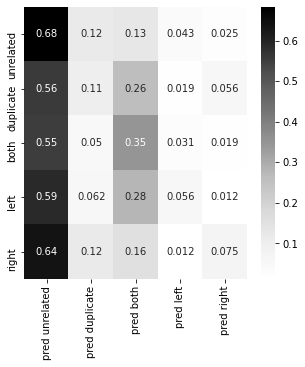 unrelated 0.68 0.12 0.13 0.043 0.025
duplicate 0.56 0.11 0.26 0.019 0.056
both 0.55 0.05 0.35 0.031 0.019
left 0.59 0.062 0.28 0.056 0.012
right 0.64 0.12 0.16 0.012 0.075
pred unrelated pred duplicate pred both pred left pred right
0.6
0.5
0.4
0.3
0.2
0.1